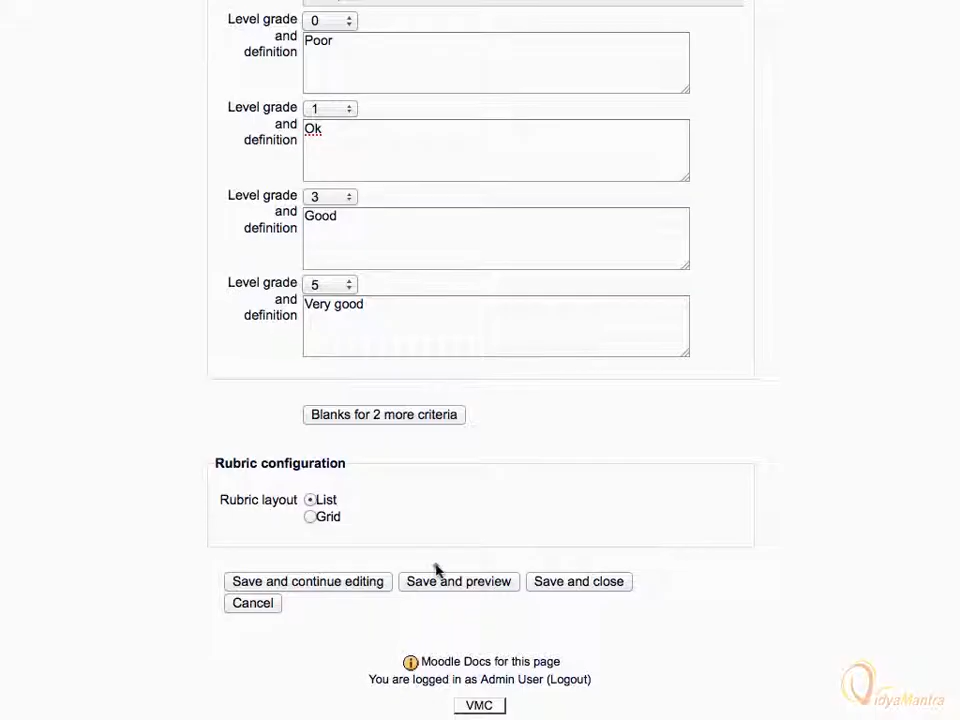 Level grade and definition 0
Poor
Level grade and definition 1
Ok
Level grade and definition 3
Good
Level grade and definition 5
Very good
Blanks for 2 more criteria
Rubric configuration
Rubric layout List
Grid
Save and continue editing Save and preview Save and close
Cancel
Moodle Docs for this page
You are logged in as Admin User (Logout)
VMC
VidyaMantra